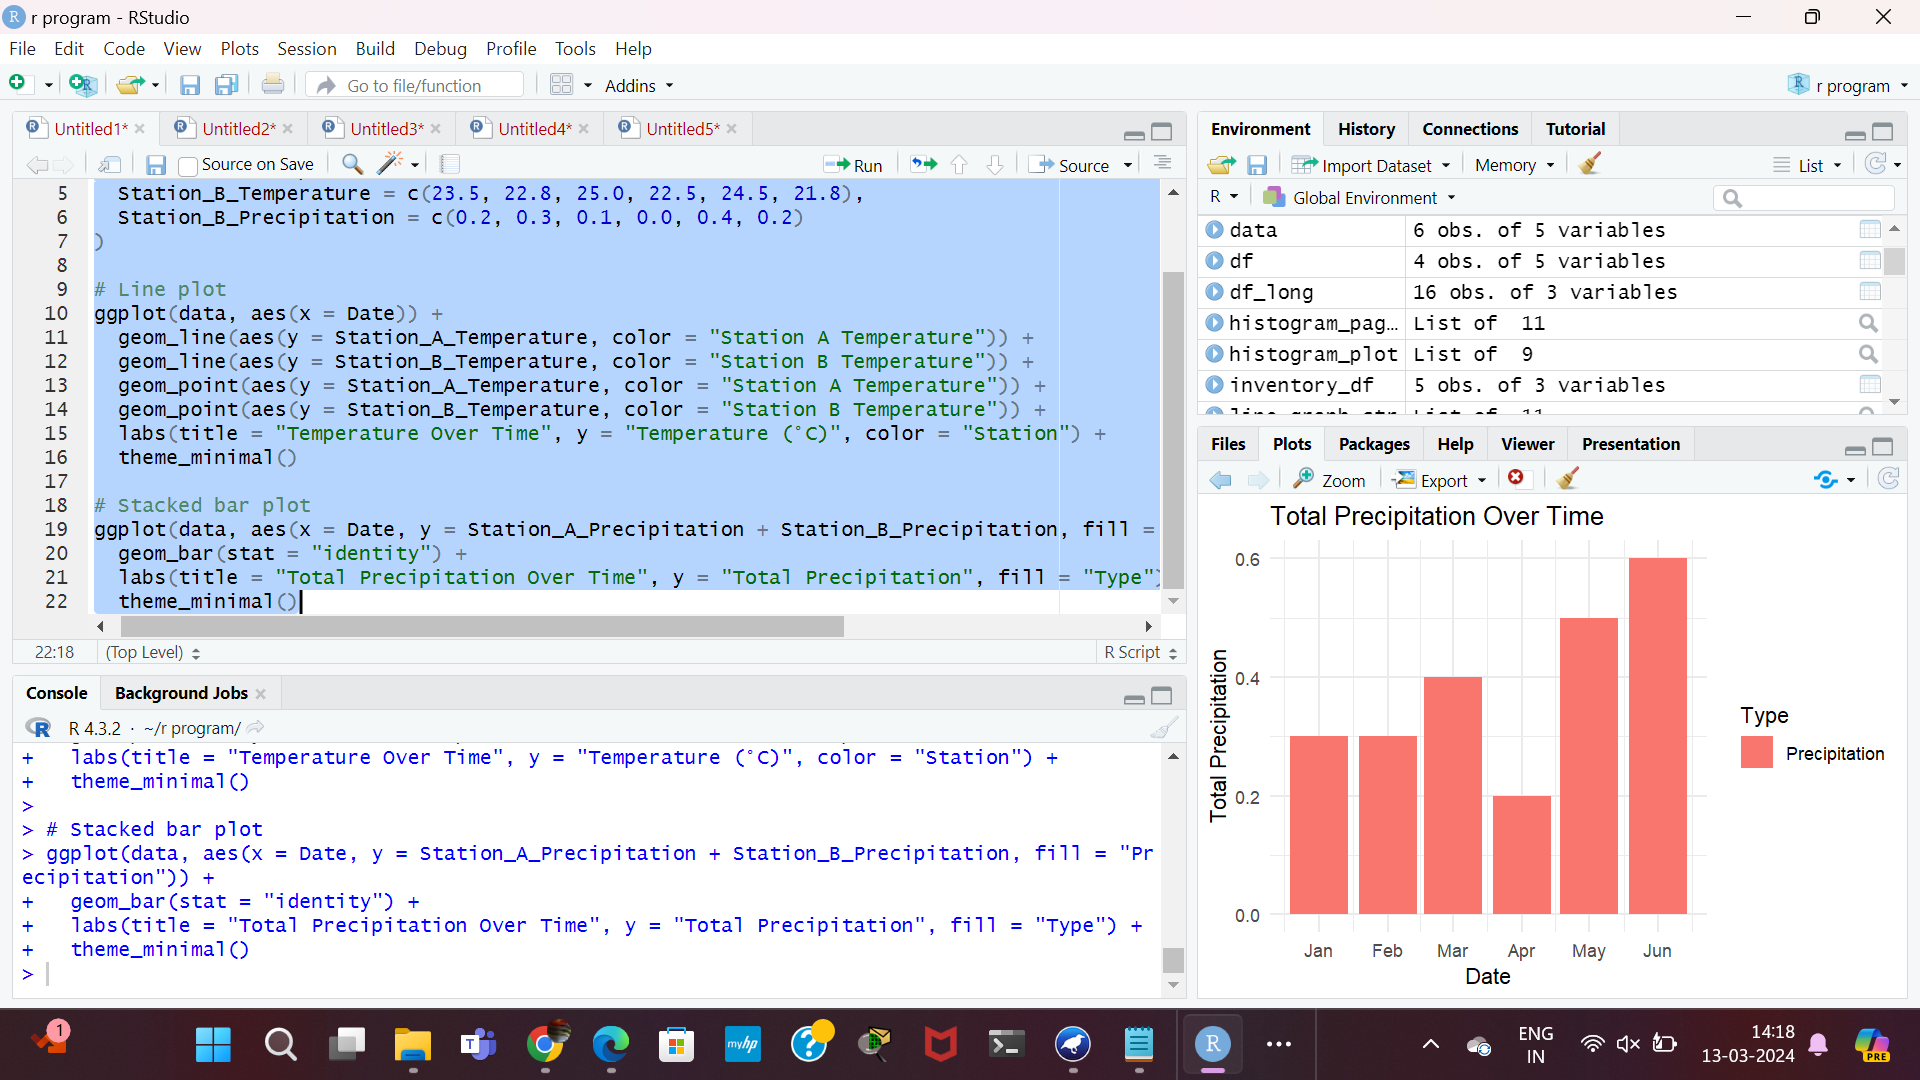 r program - RStudio
File Edit Code View Plots Session Build Debug Profile Tools Help
Go to file/function
Addins
r program
Untitled1*
Untitled2*
Untitled3*
Untitled4*
Untitled5*
Source on Save
Run
Source
5 Station_B_Temperature = c(23.5, 22.8, 25.0, 22.5, 24.5, 21.8),
6 Station_B_Precipitation = c(0.2, 0.3, 0.1, 0.0, 0.4, 0.2)
7 )
8
9 # Line plot
10 ggplot(data, aes(x = Date)) +
11 geom_line(aes(y = Station_A_Temperature, color = "Station A Temperature")) +
12 geom_line(aes(y = Station_B_Temperature, color = "Station B Temperature")) +
13 geom_point(aes(y = Station_A_Temperature, color = "Station A Temperature")) +
14 geom_point(aes(y = Station_B_Temperature, color = "Station B Temperature")) +
15 labs(title = "Temperature Over Time", y = "Temperature (°C)", color = "Station") +
16 theme_minimal()
17
18 # Stacked bar plot
19 ggplot(data, aes(x = Date, y = Station_A_Precipitation + Station_B_Precipitation, fill =
20 geom_bar(stat = "identity") +
21 labs(title = "Total Precipitation Over Time", y = "Total Precipitation", fill = "Type")
22 theme_minimal()
22:18
(Top Level)
R Script
Console
Background Jobs
R 4.3.2 · ~/r program/
+ labs(title = "Temperature Over Time", y = "Temperature (°C)", color = "Station") +
+ theme_minimal()
>
> # Stacked bar plot
> ggplot(data, aes(x = Date, y = Station_A_Precipitation + Station_B_Precipitation, fill = "Pr
ecipitation")) +
+ geom_bar(stat = "identity") +
+ labs(title = "Total Precipitation Over Time", y = "Total Precipitation", fill = "Type") +
+ theme_minimal()
>
Environment History Connections Tutorial
Import Dataset
Memory
List
R
Global Environment
data 6 obs. of 5 variables
df 4 obs. of 5 variables
df_long 16 obs. of 3 variables
histogram_pag… List of 11
histogram_plot List of 9
inventory_df 5 obs. of 3 variables
Files Plots Packages Help Viewer Presentation
Zoom
Export
Total Precipitation Over Time
Total Precipitation
0.6
0.4
0.2
0.0
Jan Feb Mar Apr May Jun
Date
Type
Precipitation
1
myhp
R
ENG
IN
14:18
13-03-2024
PRE